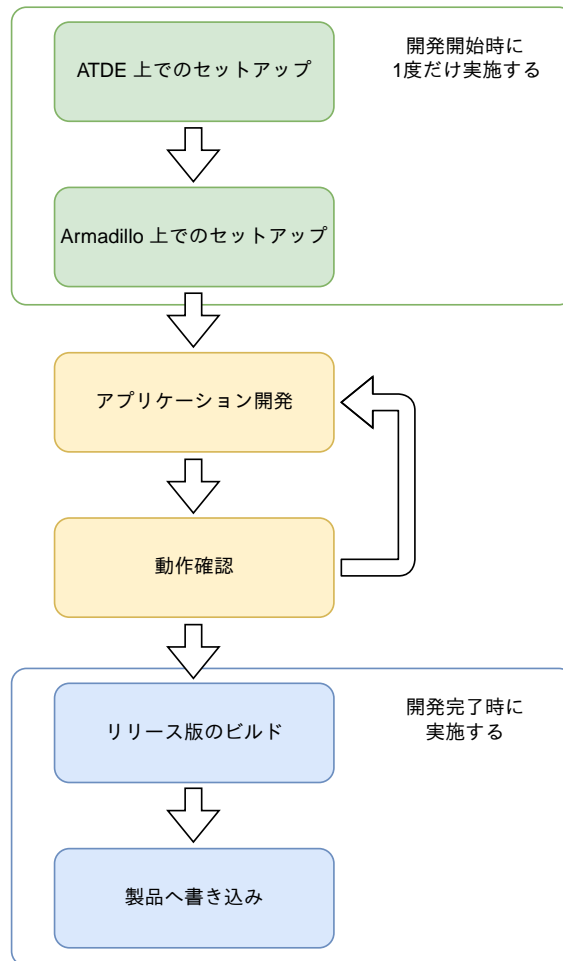 ATDE 上でのセットアップ
開発開始時に
1度だけ実施する
Armadillo 上でのセットアップ
アプリケーション開発
動作確認
リリース版のビルド
開発完了時に
実施する
製品へ書き込み